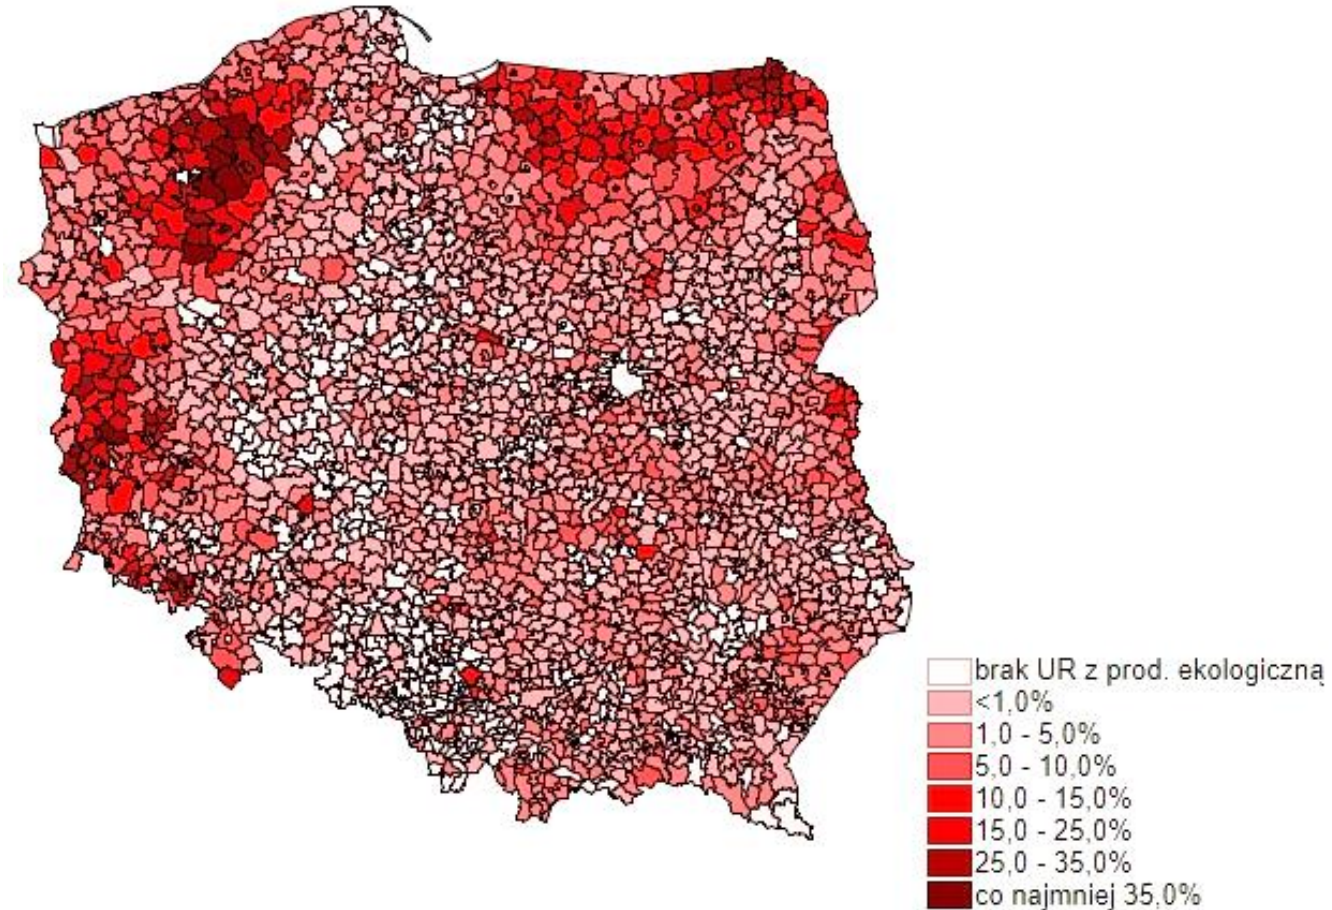 brak UR z prod. ekologiczną
<1,0%
1,0 - 5,0%
5,0 - 10,0%
10,0 - 15,0%
15,0 - 25,0%
25,0 - 35,0%
co najmniej 35,0%